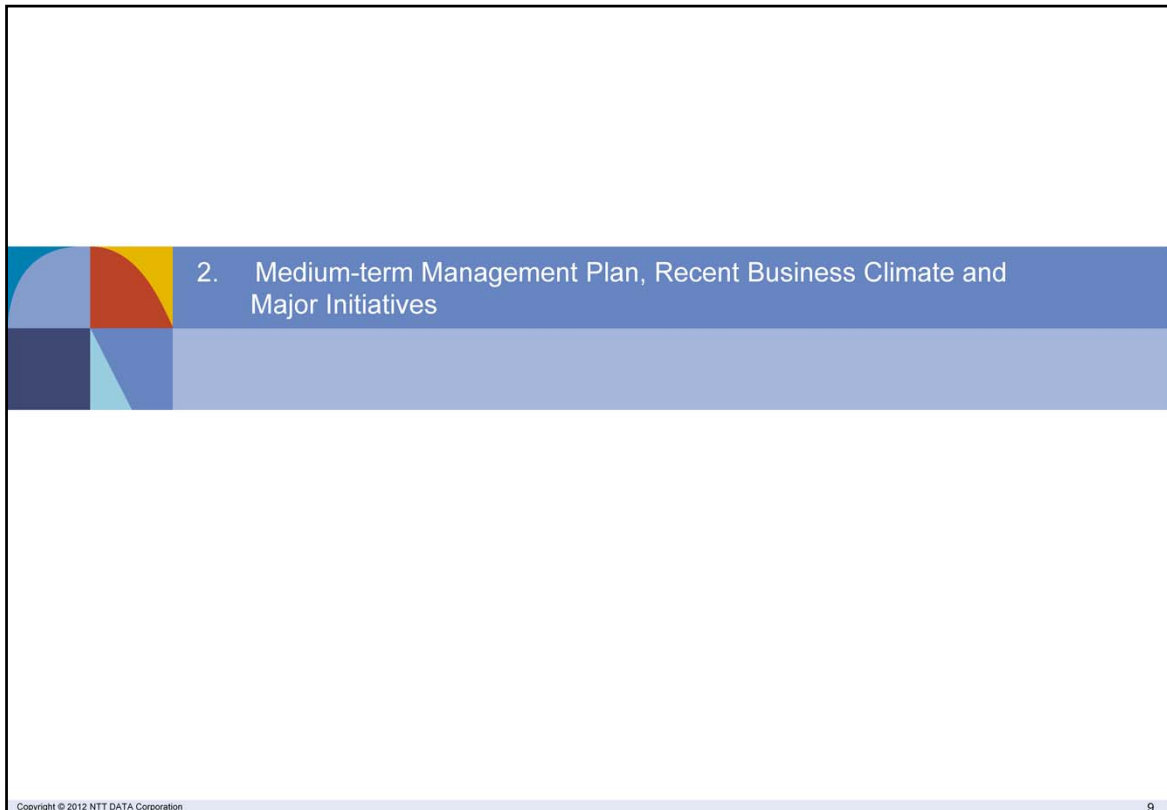 2. Medium-term Management Plan, Recent Business Climate and
Major Initiatives
Copyright © 2012 NTT DATA Corporation
9